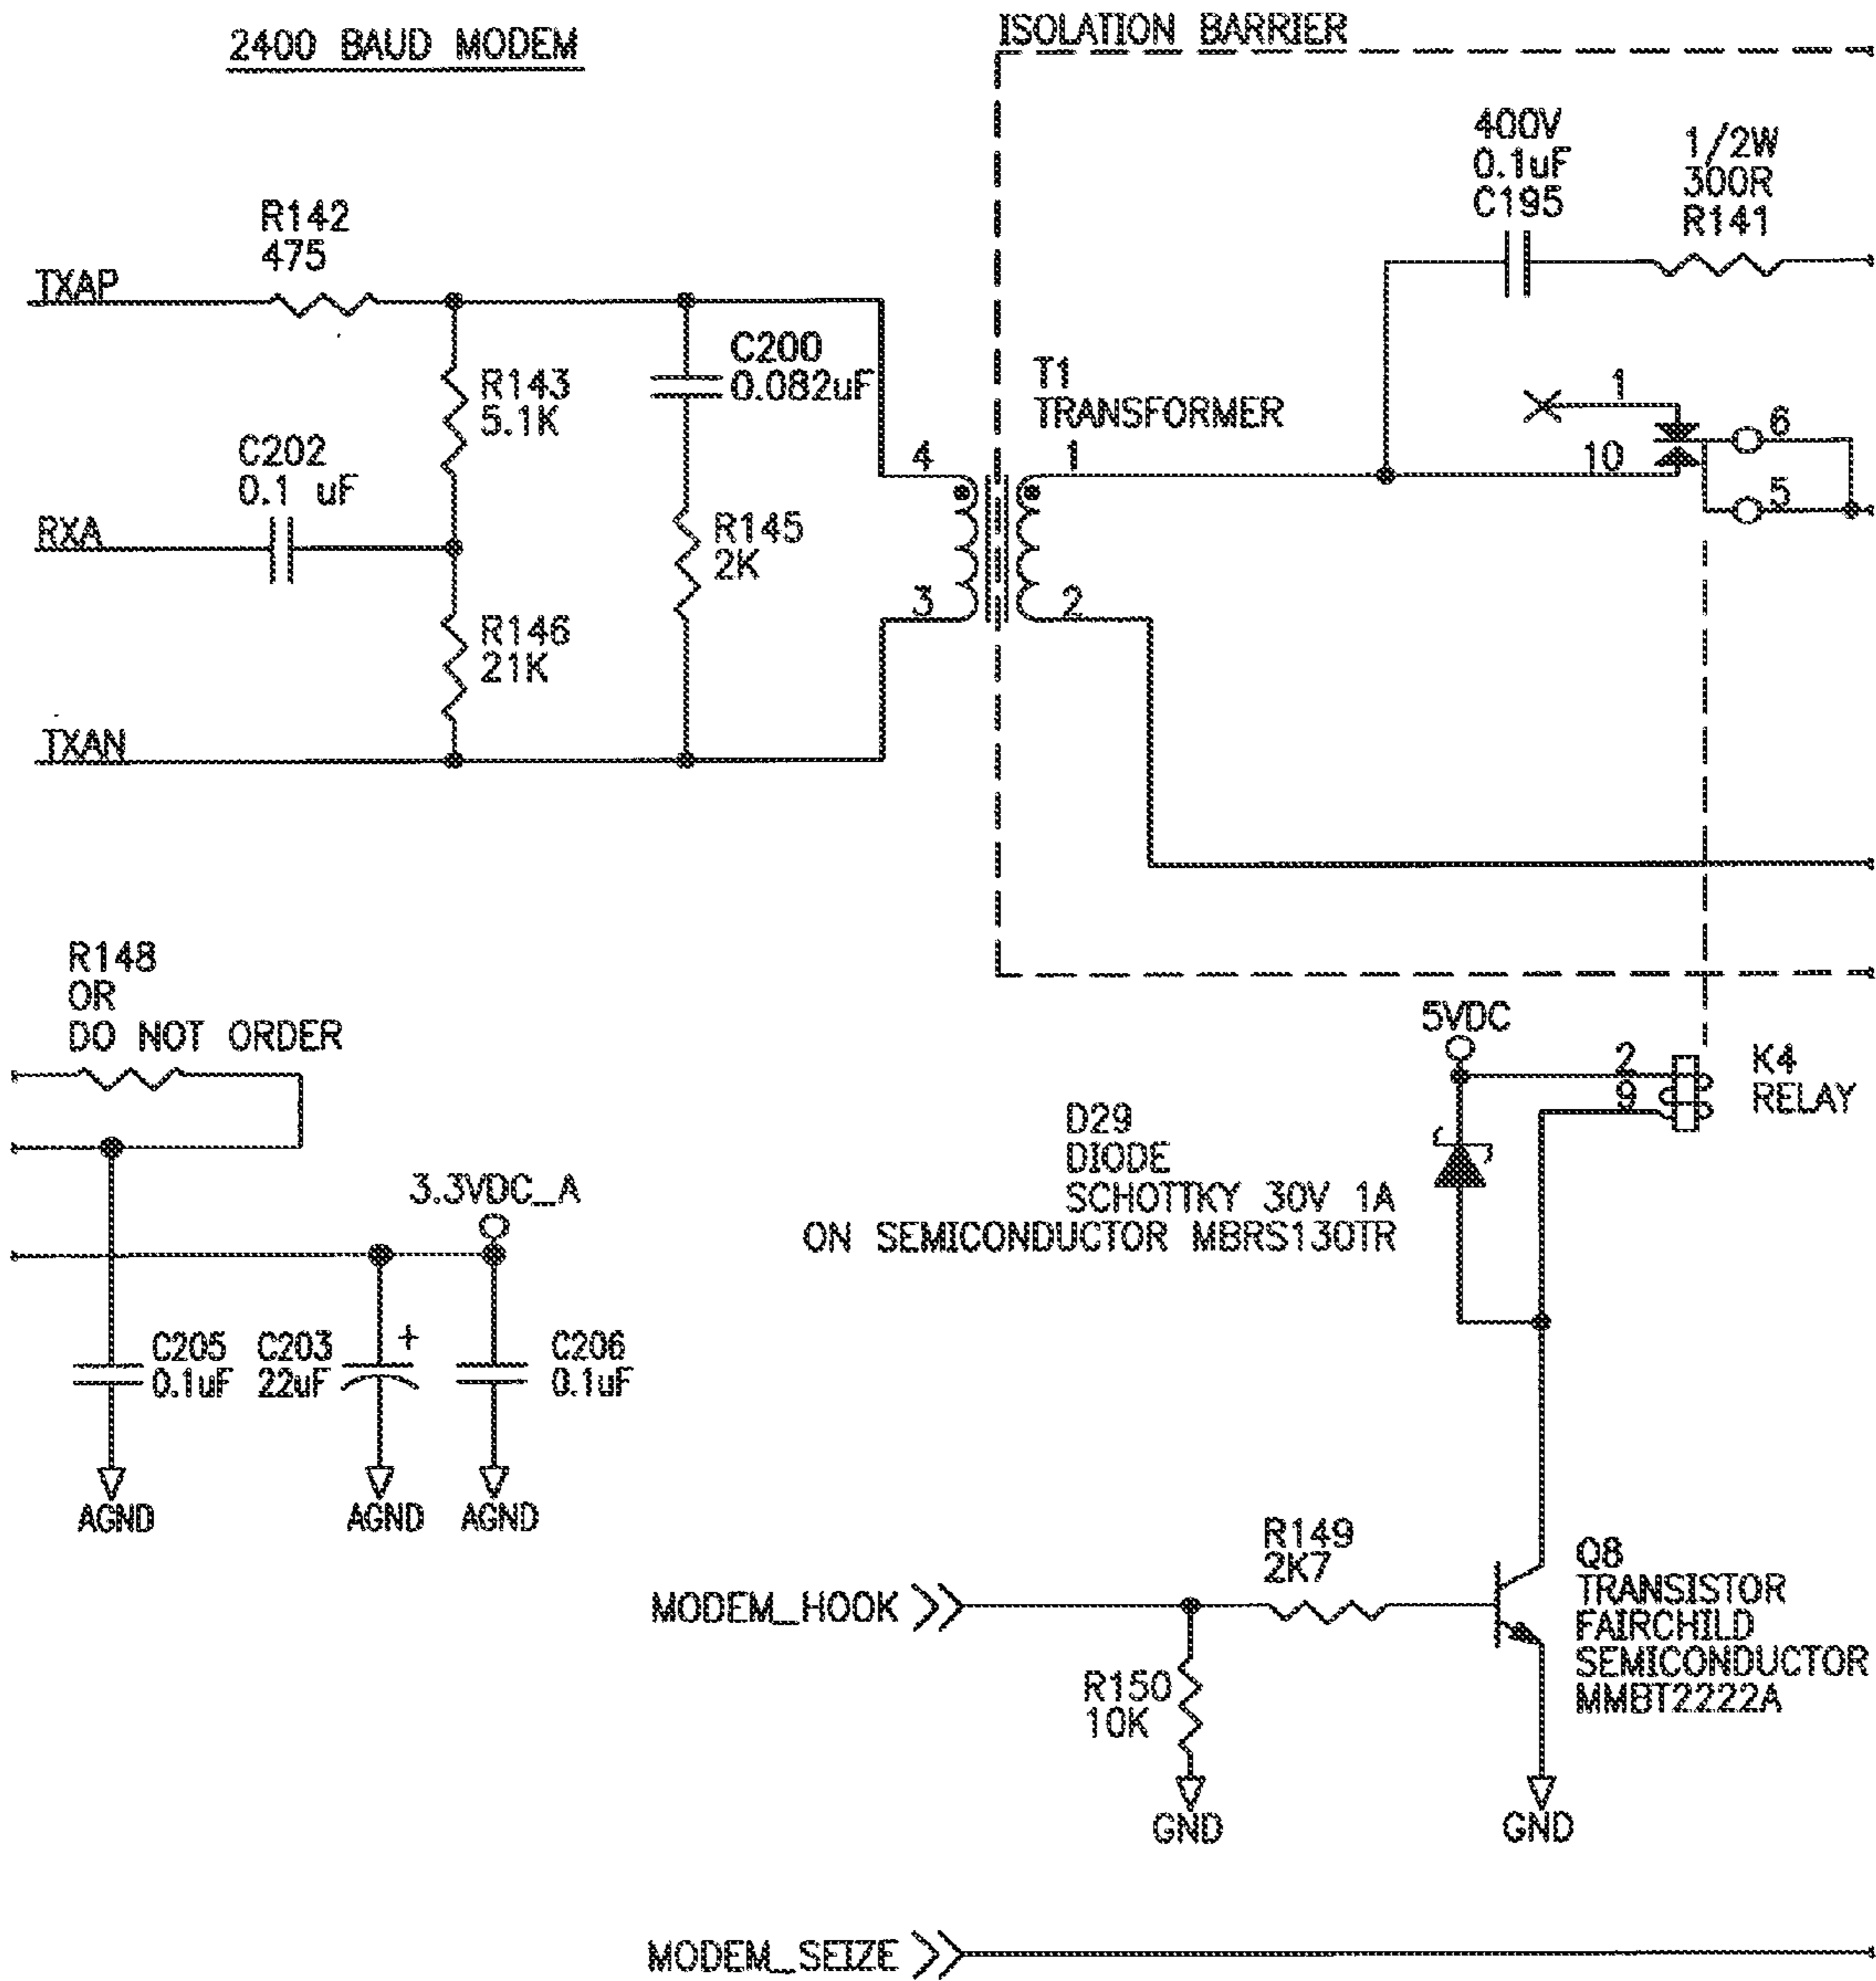 2400 BAUD MODEM
ISOLATION BARRIER
400V
0.1uF
C195
1/2W
300R
R141
R142
475
TXAP
R143
5.1K
C200
0.082uF
T1
TRANSFORMER
C202
0.1 uF
RXA
R145
2K
R146
21K
TXAN
4
3
1
2
1
10
6
5
R148
OR
DO NOT ORDER
5VDC
2
9
K4
RELAY
D29
DIODE
SCHOTTKY 30V 1A
ON SEMICONDUCTOR MBRS130TR
3.3VDC_A
C205
0.1uF
C203
22uF
+
C206
0.1uF
AGND
AGND
AGND
MODEM_HOOK
R149
2K7
R150
10K
Q8
TRANSISTOR
FAIRCHILD
SEMICONDUCTOR
MMBT2222A
GND
GND
MODEM_SEIZE